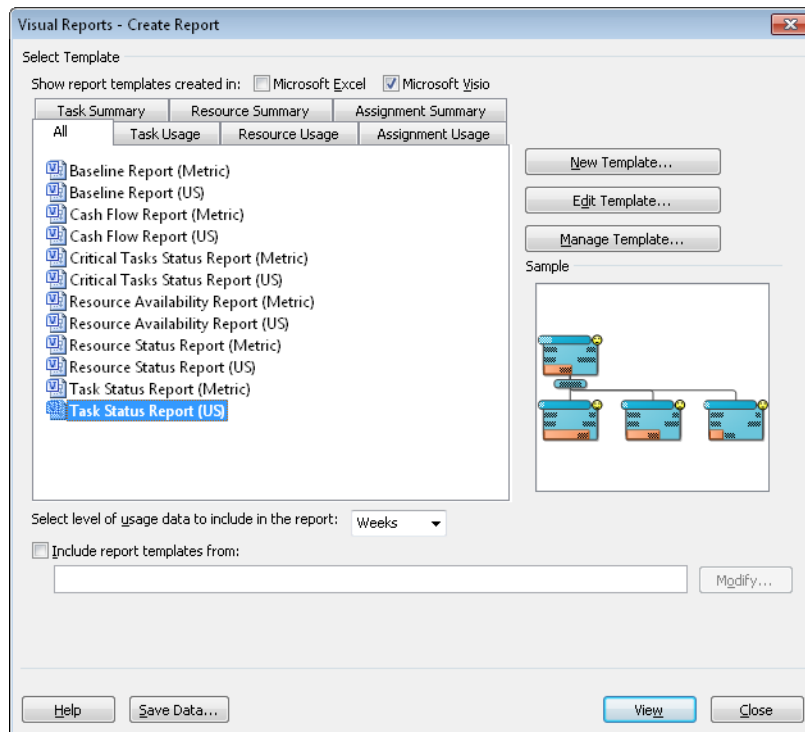 Visual Reports - Create Report
Select Template
Show report templates created in: Microsoft Excel Microsoft Visio
Task Summary Resource Summary Assignment Summary
All Task Usage Resource Usage Assignment Usage
Baseline Report (Metric)
Baseline Report (US)
Cash Flow Report (Metric)
Cash Flow Report (US)
Critical Tasks Status Report (Metric)
Critical Tasks Status Report (US)
Resource Availability Report (Metric)
Resource Availability Report (US)
Resource Status Report (Metric)
Resource Status Report (US)
Task Status Report (Metric)
Task Status Report (US)
New Template...
Edit Template...
Manage Template...
Sample
Select level of usage data to include in the report: Weeks
Include report templates from:
Modify...
Help Save Data... View Close